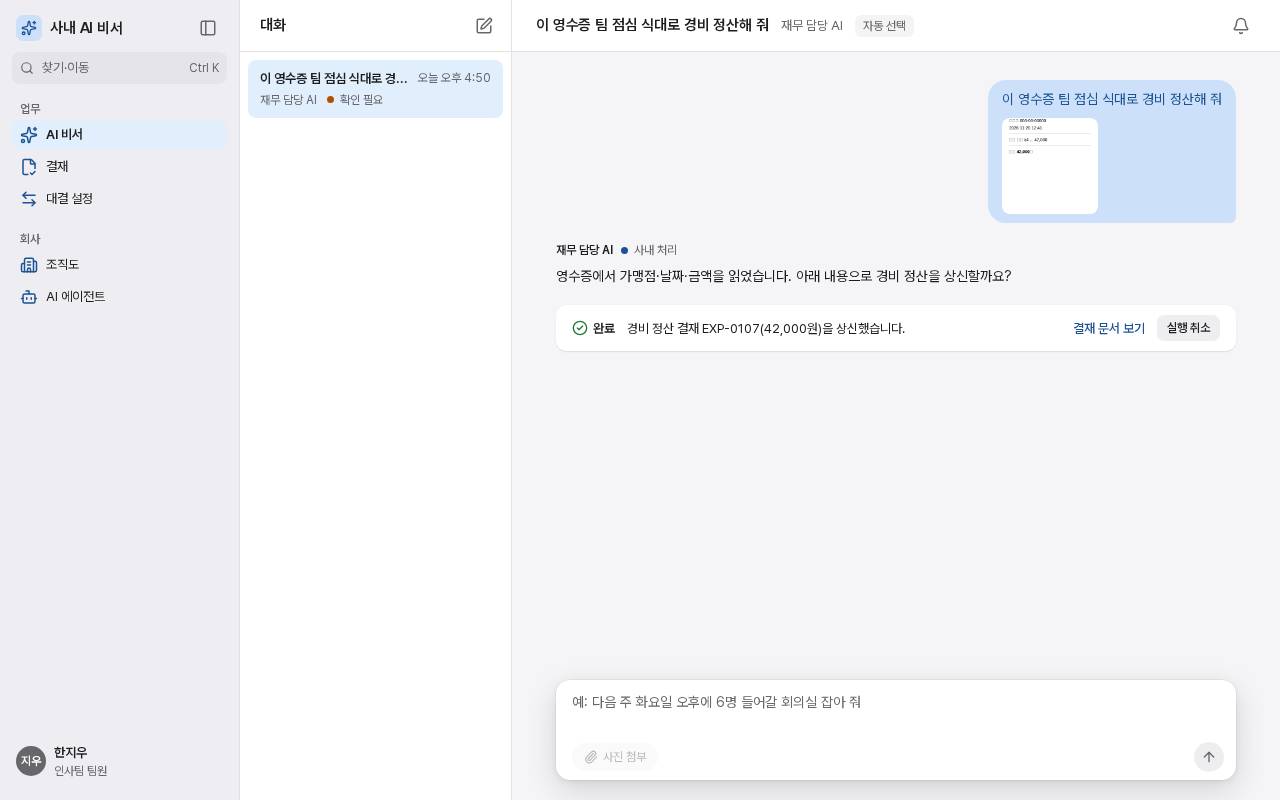 사내 AI 비서
찾기·이동 Ctrl K
업무
AI 비서
결재
대결 설정
회사
조직도
AI 에이전트
지우
한지우
인사팀 팀원
대화
이 영수증 팀 점심 식대로 경... 오늘 오후 4:50
재무 담당 AI 확인 필요
이 영수증 팀 점심 식대로 경비 정산해 줘 재무 담당 AI 자동 선택
이 영수증 팀 점심 식대로 경비 정산해 줘
42,000
재무 담당 AI 사내 처리
영수증에서 가맹점·날짜·금액을 읽었습니다. 아래 내용으로 경비 정산을 상신할까요?
완료 경비 정산 결재 EXP-0107(42,000원)을 상신했습니다. 결재 문서 보기 실행 취소
예: 다음 주 화요일 오후에 6명 들어갈 회의실 잡아 줘
사진 첨부